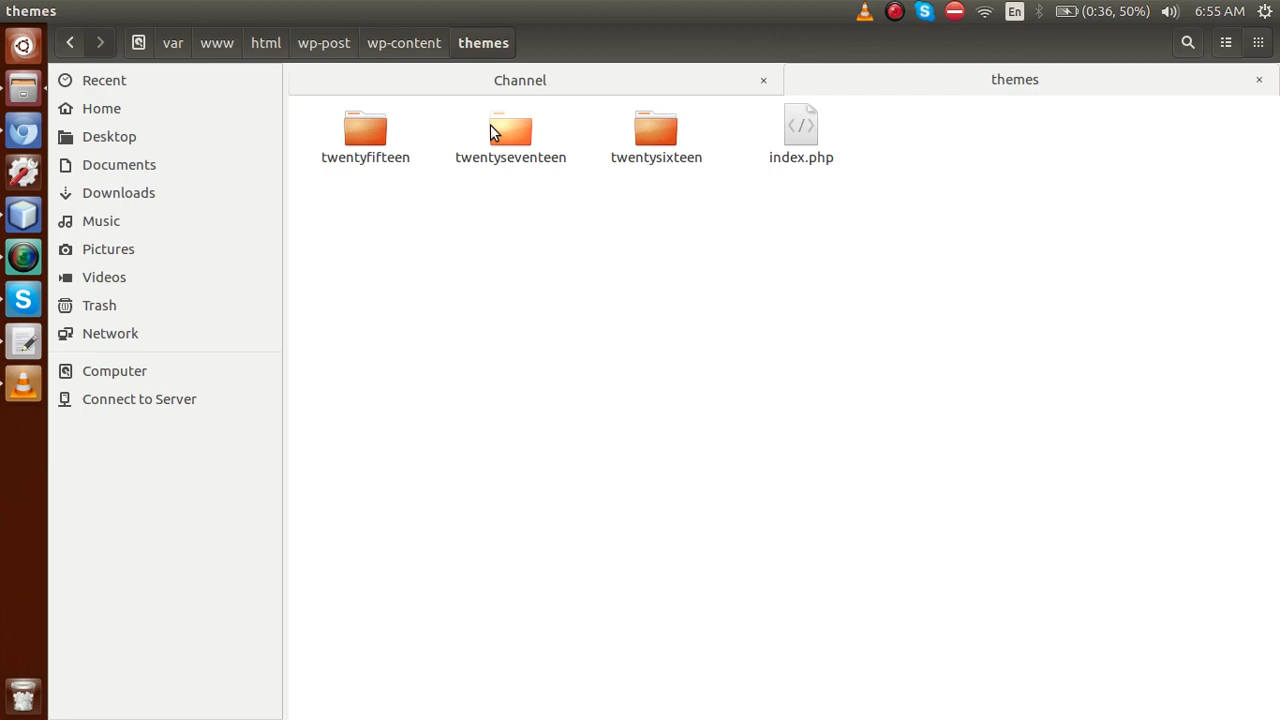 themes
En
(0:36, 50%)
6:55 AM
var
www
html
wp-post
wp-content
themes
Recent
Home
Desktop
Documents
Downloads
Music
Pictures
Videos
Trash
Network
Computer
Connect to Server
Channel
themes
twentyfifteen
twentyseventeen
twentysixteen
index.php